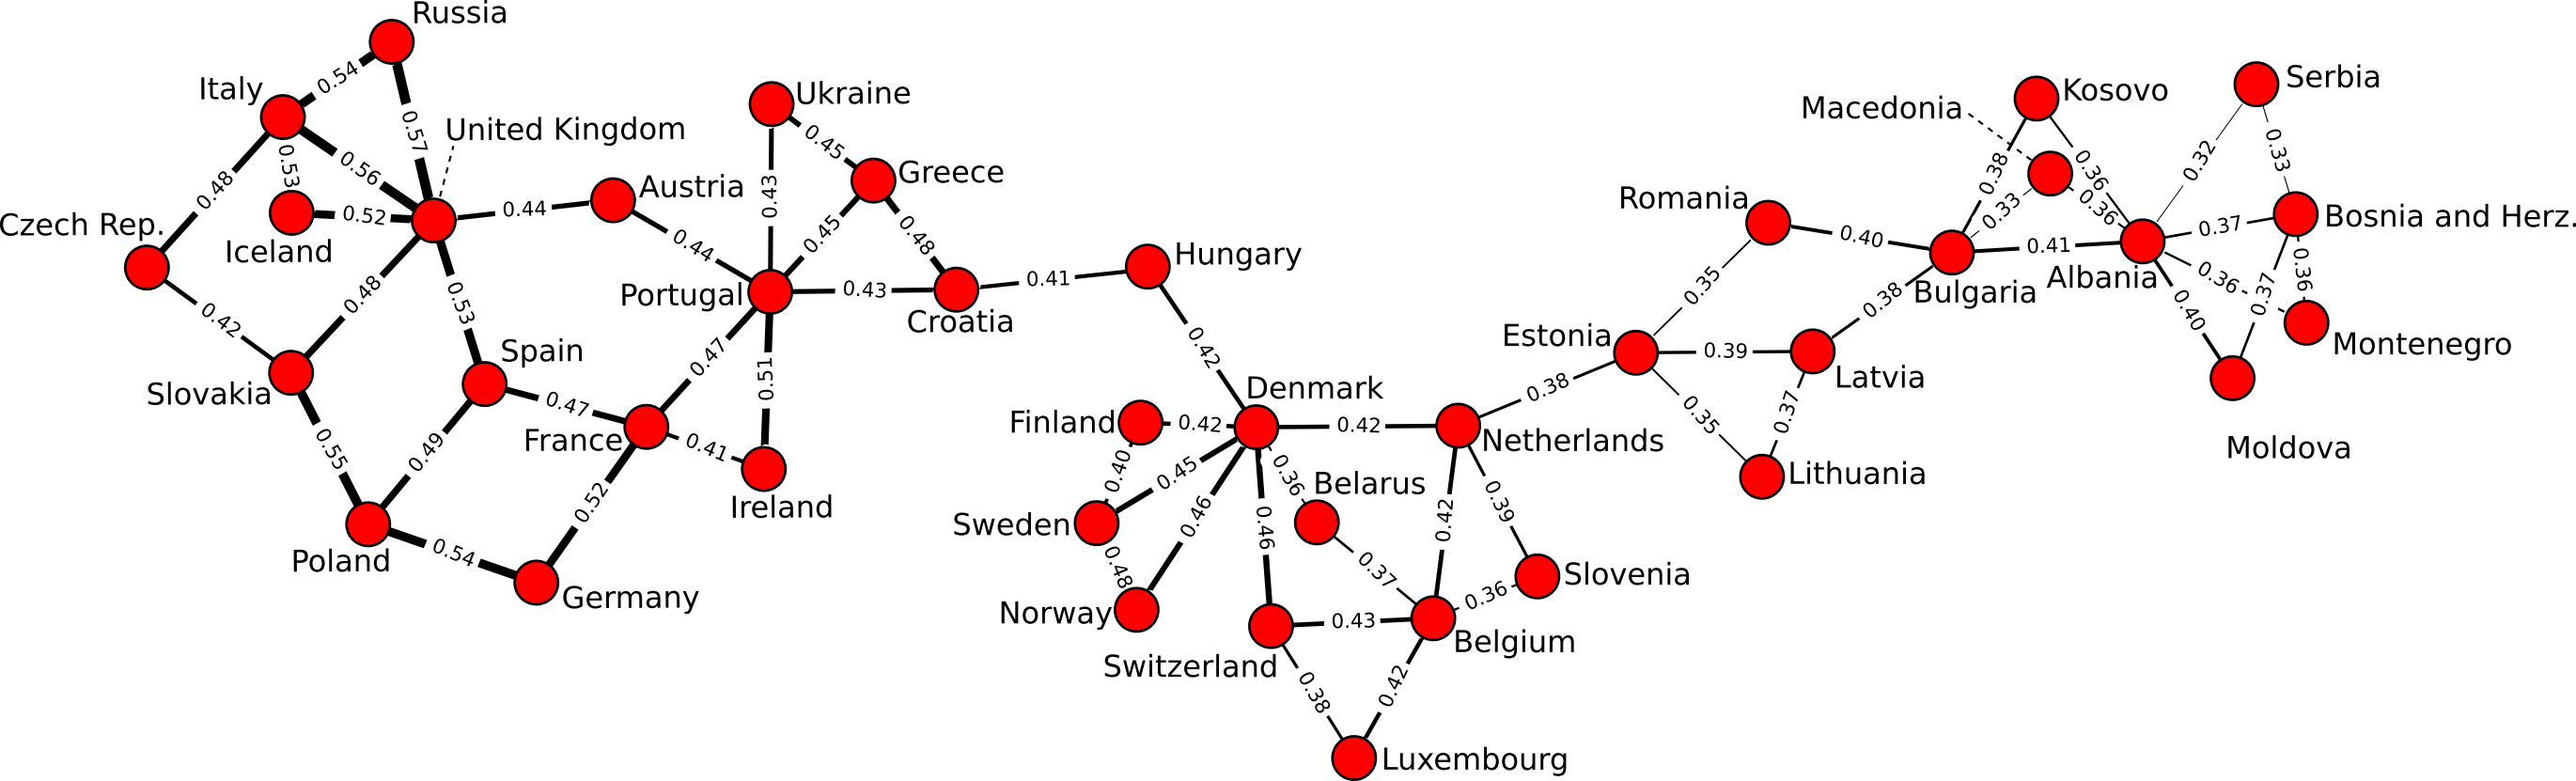 Russia
0.54
Italy
0.57
United Kingdom
0.56
0.53
0.48
0.52
Iceland
Czech Rep.
0.44
Austria
0.42
0.48
0.53
Slovakia
Spain
0.55
0.49
0.47
Poland
0.54
Germany
0.52
France
0.44
Ukraine
0.45
0.43
Greece
0.45
0.48
Portugal
0.43
Croatia
0.47
0.51
0.41
Ireland
0.41
Hungary
0.42
Denmark
Finland
0.42
0.42
0.40
0.45
Sweden
0.48
0.46
Norway
0.46
0.36
Belarus
0.37
Netherlands
0.42
0.39
Slovenia
0.36
0.43
Belgium
Switzerland
0.38
0.42
Luxembourg
0.38
Estonia
0.35
Romania
0.40
0.39
Latvia
0.38
0.35
0.37
Lithuania
Macedonia
Kosovo
0.38
0.36
0.33
0.36
Bulgaria
0.41
Albania
Serbia
0.32
0.33
0.37
Bosnia and Herz.
0.36
0.36
0.37
0.40
Montenegro
Moldova